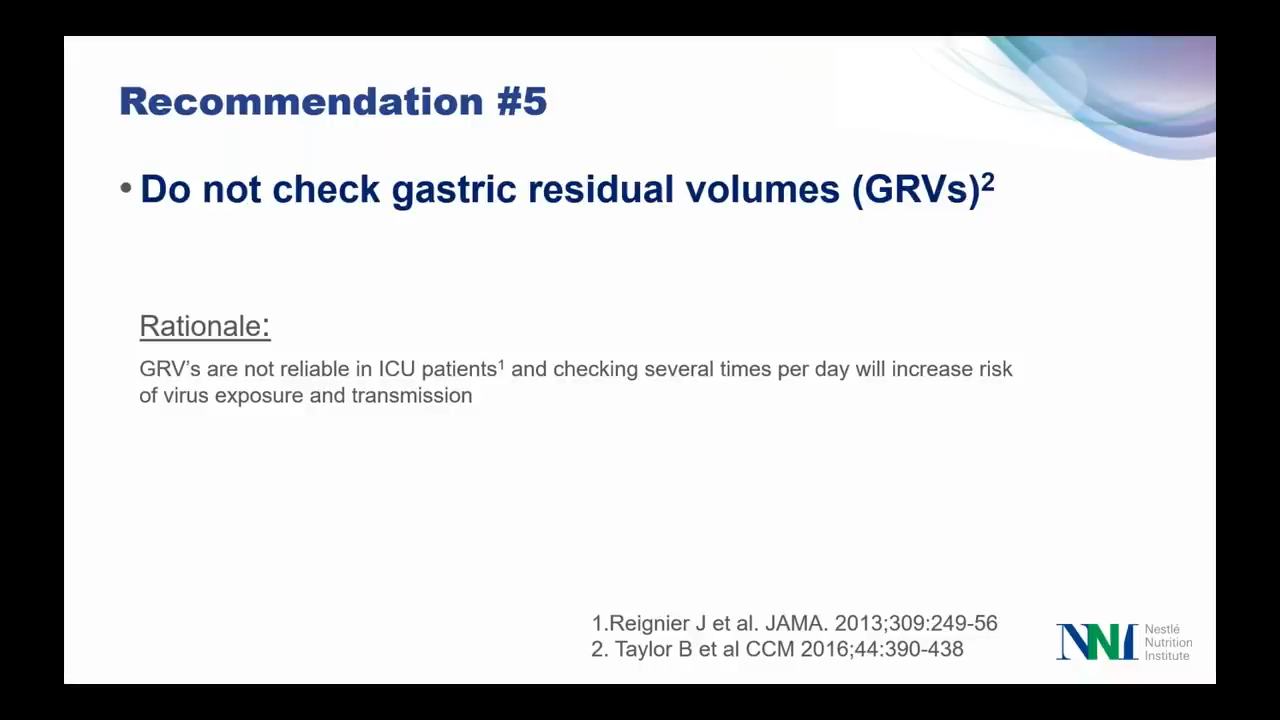 Recommendation #5
• Do not check gastric residual volumes (GRVs)²
Rationale:
GRV's are not reliable in ICU patients¹ and checking several times per day will increase risk
of virus exposure and transmission
1.Reignier J et al. JAMA. 2013;309:249-56
2. Taylor B et al CCM 2016;44:390-438
NNI
Nestlé
Nutrition
Institute